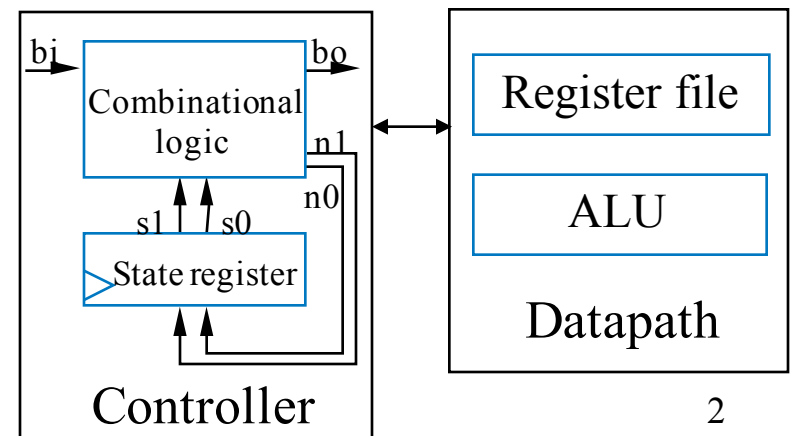 bi
bo
Combinational
logic
n1
n0
s1
s0
State register
Controller
Register file
ALU
Datapath
2